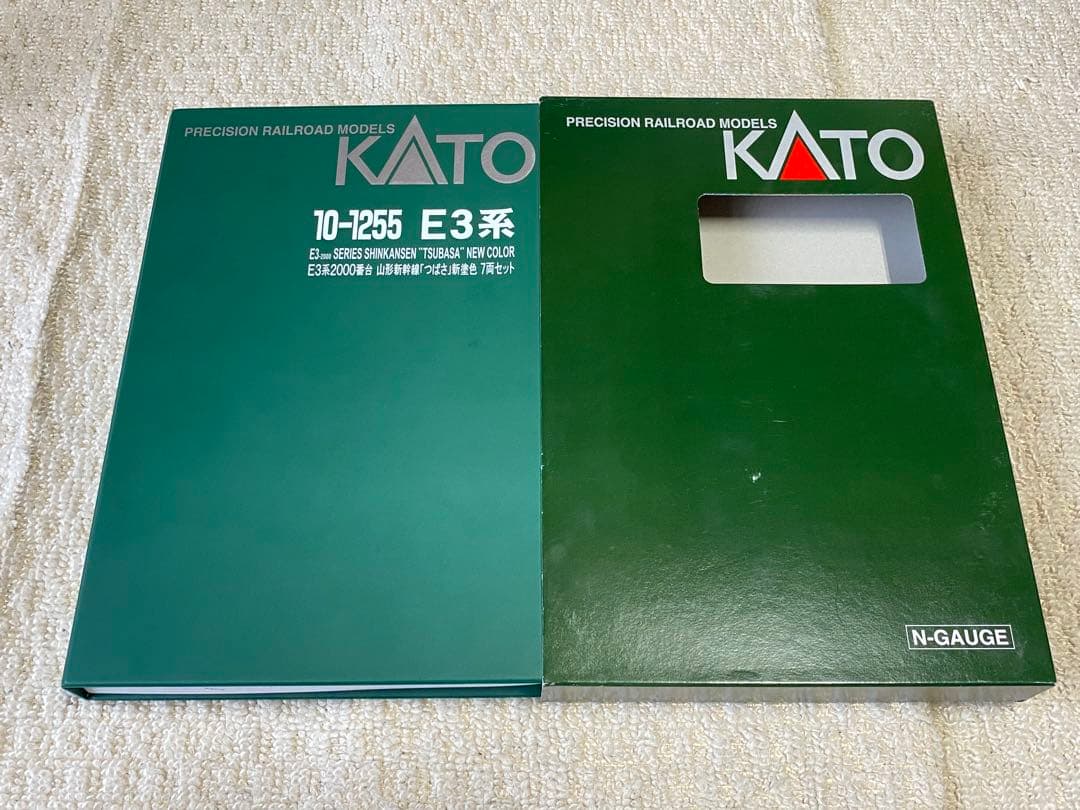 PRECISION RAILROAD MODELS
KATO
10-1255 E3系
E3-2000 SERIES SHINKANSEN "TSUBASA" NEW COLOR
E3系2000番台 山形新幹線「つばさ」新塗色 7両セット
PRECISION RAILROAD MODELS
KATO
N-GAUGE